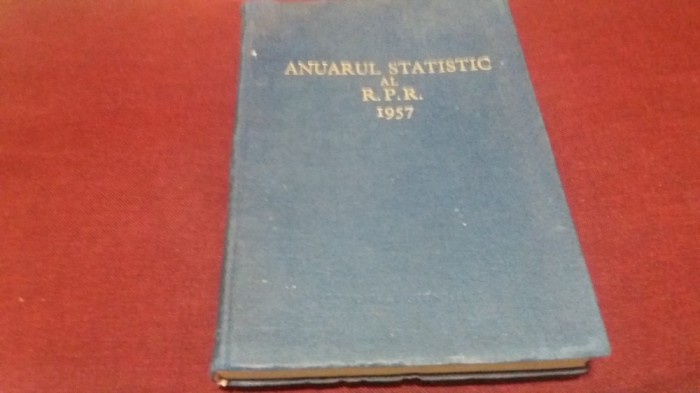 ANUARUL STATISTIC
AL
R. P. R.
1957